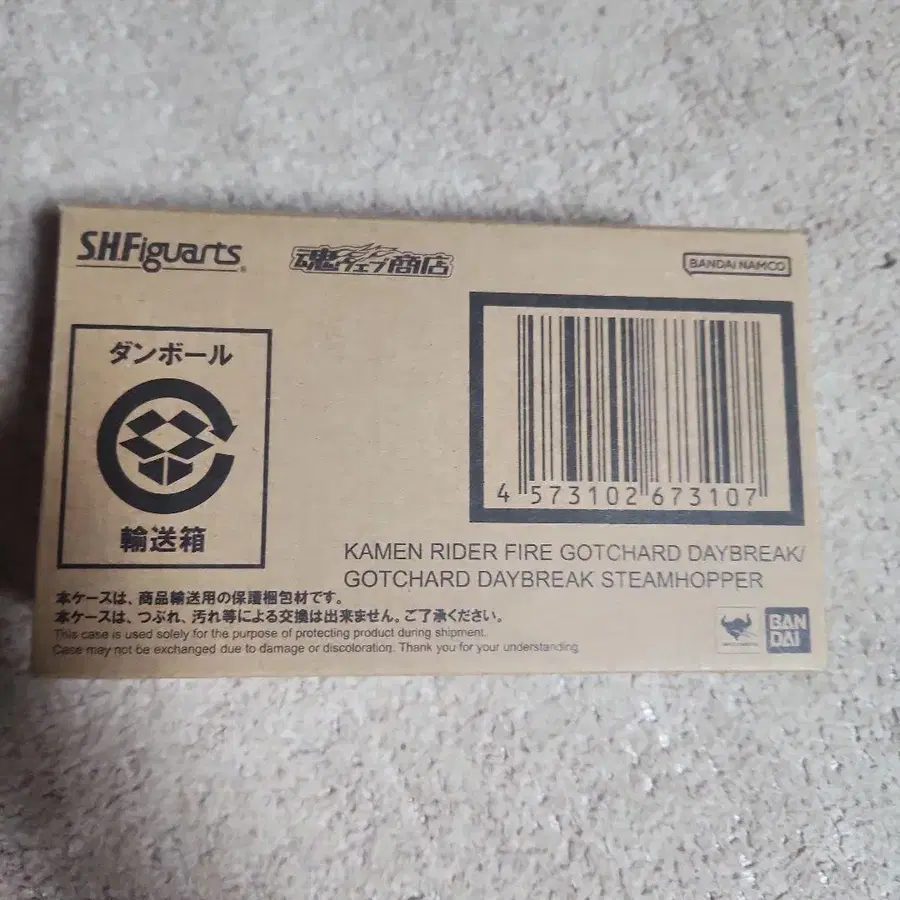 S.H.Figuarts
魂ウェブ商店
BANDAI NAMCO
ダンボール
輸送箱
4 573102 673107
KAMEN RIDER FIRE GOTCHARD DAYBREAK/
GOTCHARD DAYBREAK STEAMHOPPER
本ケースは、商品輸送用の保護梱包材です。
本ケースは、つぶれ、汚れ等による交換は出来ません。ご了承ください。
This case is used solely for the purpose of protecting product during shipment.
Case may not be exchanged due to damage or discoloration. Thank you for your understanding.
BAN
DAI